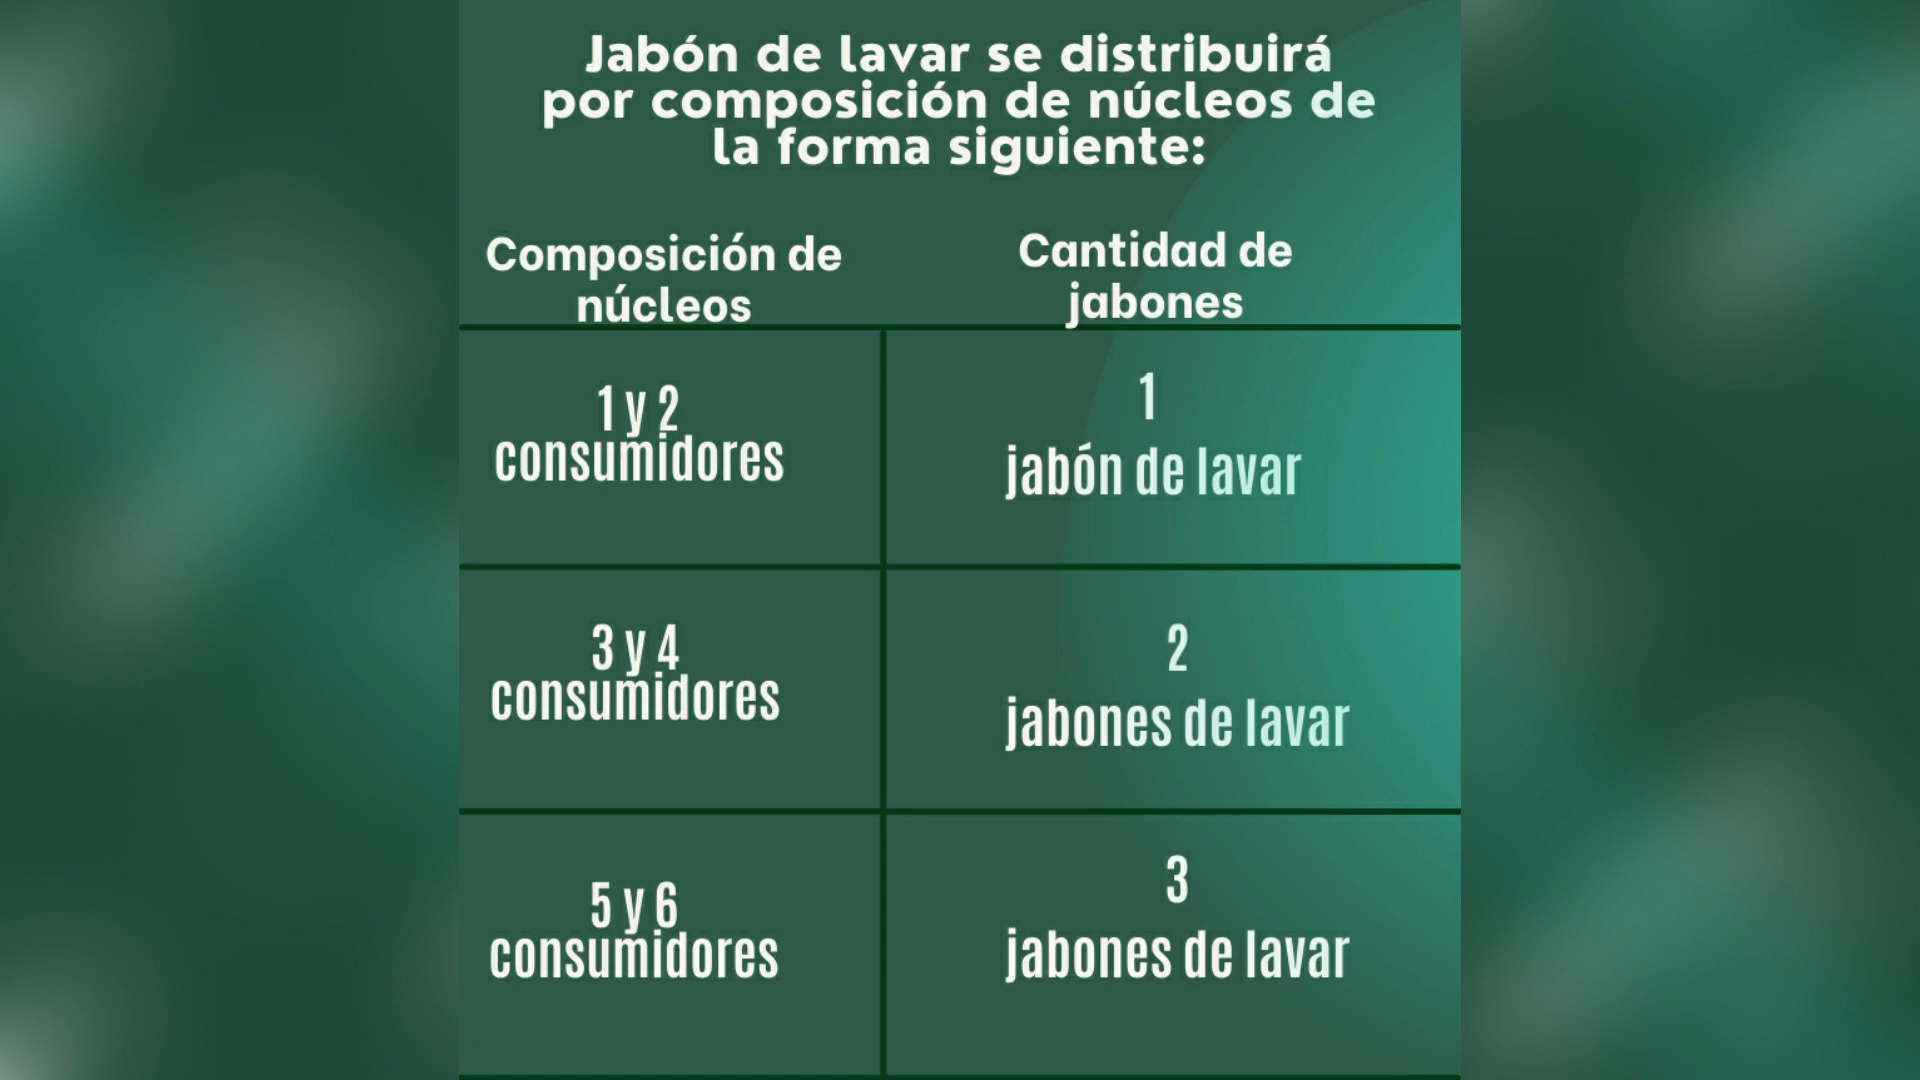 Jabón de lavar se distribuirá
por composición de núcleos de
la forma siguiente:
Composición de
núcleos
Cantidad de
jabones
1 y 2
consumidores
1
jabón de lavar
3 y 4
consumidores
2
jabones de lavar
5 y 6
consumidores
3
jabones de lavar